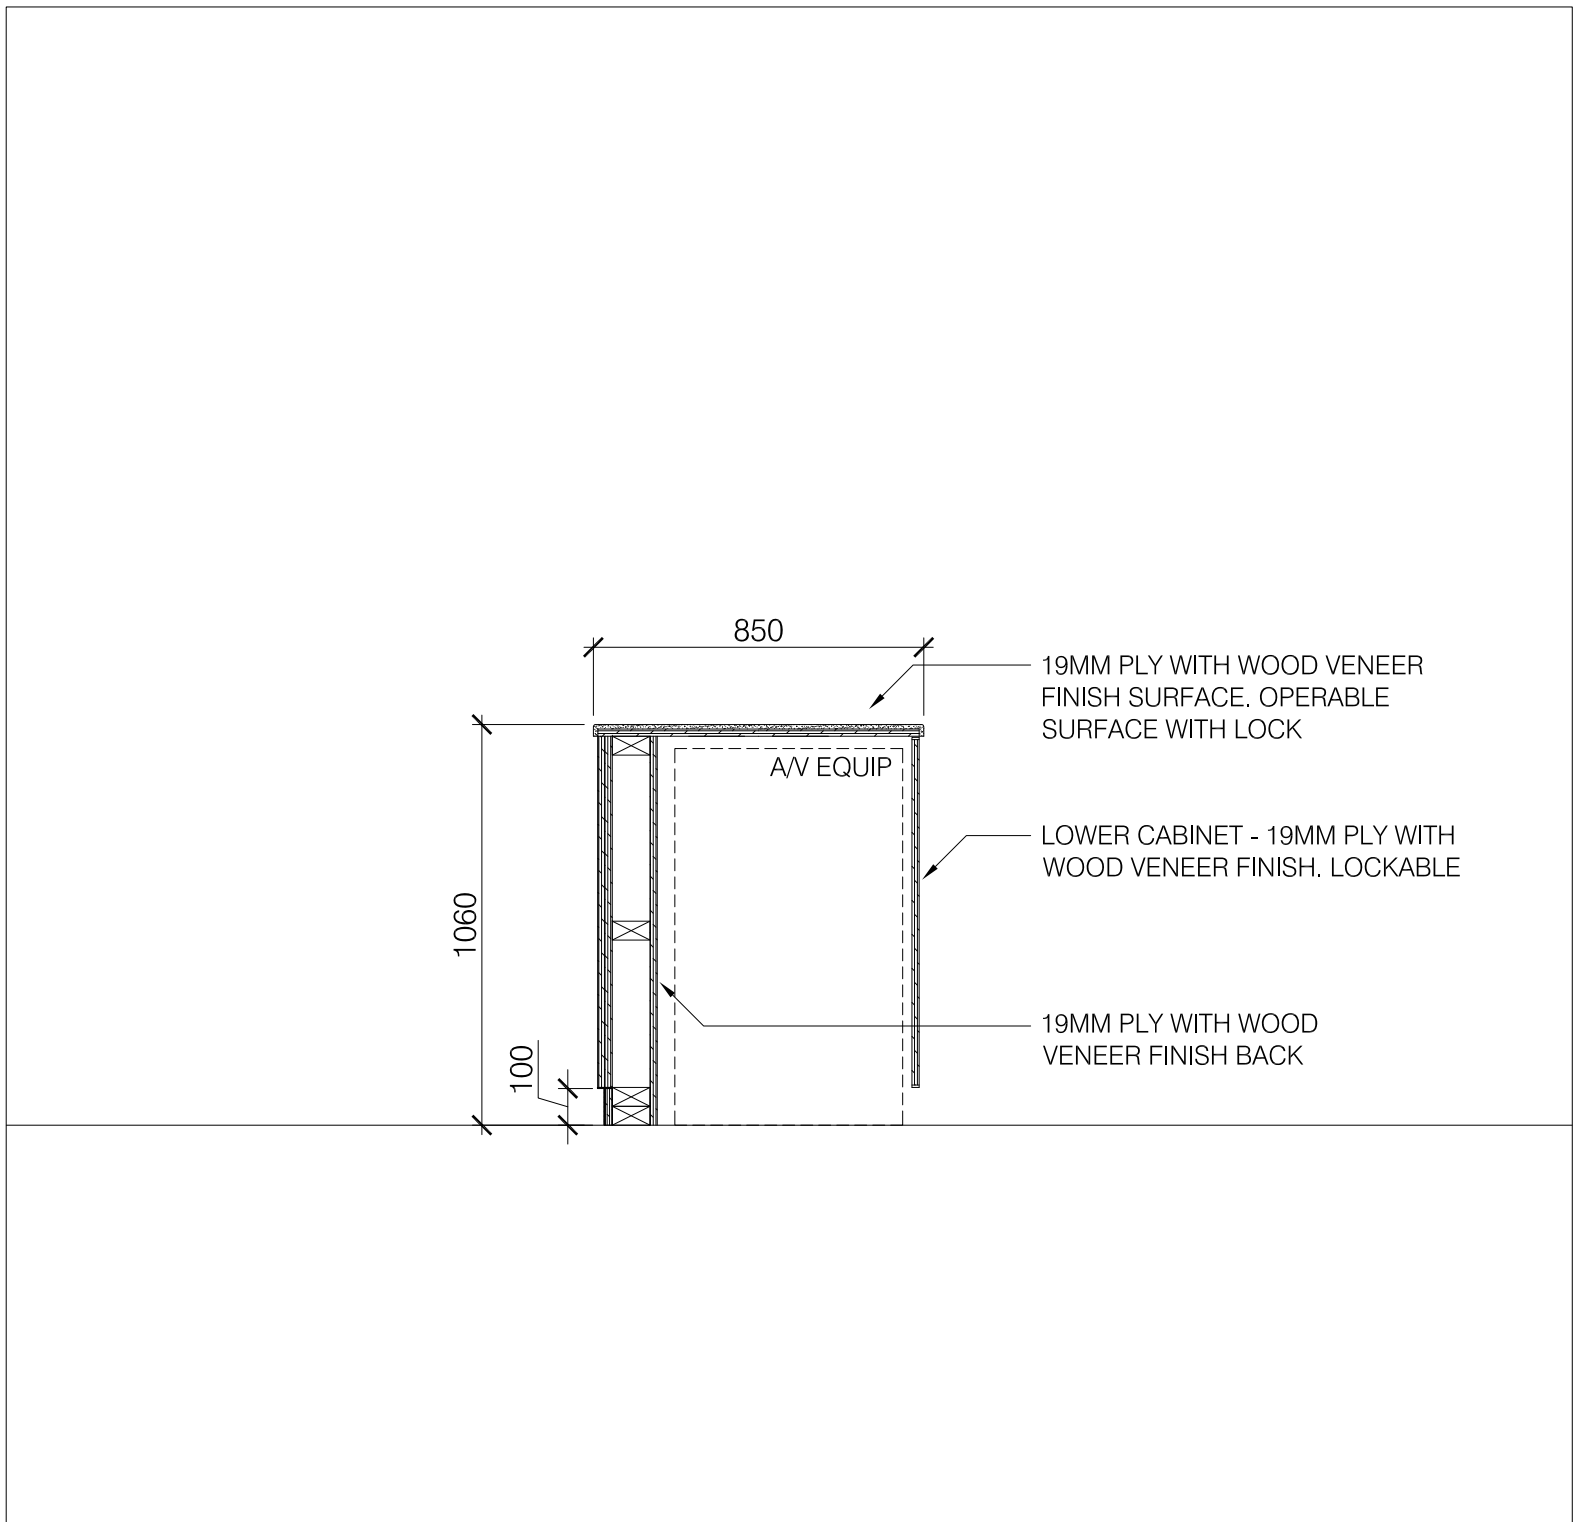 850
19MM PLY WITH WOOD VENEER
FINISH SURFACE. OPERABLE
SURFACE WITH LOCK
A/V EQUIP
LOWER CABINET - 19MM PLY WITH
WOOD VENEER FINISH. LOCKABLE
1060
19MM PLY WITH WOOD
VENEER FINISH BACK
100